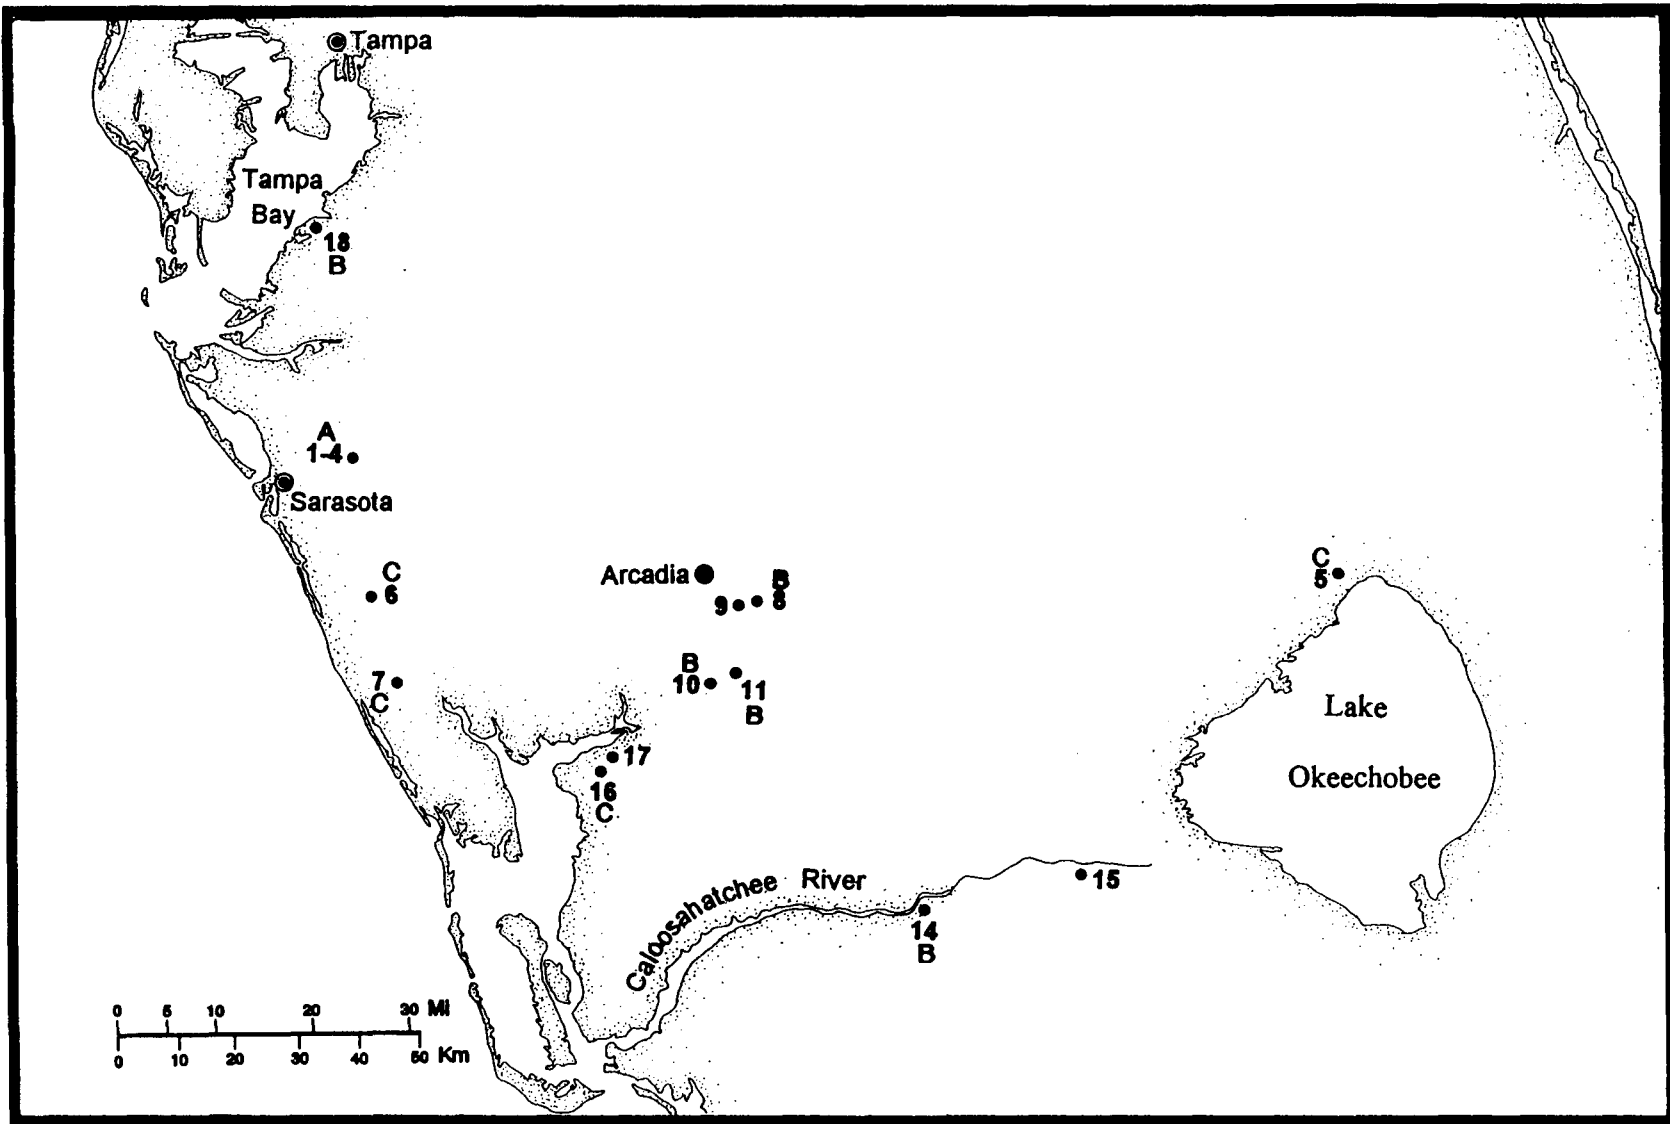 Tampa
Tampa
Bay
18
B
A
1-4
Sarasota
C
6
Arcadia
B
9
8
C
5
7
C
B
10
11
B
Lake
Okeechobee
17
16
C
Caloosahatchee River
15
14
B
0 5 10 20 30 Mi
0 10 20 30 40 50 Km